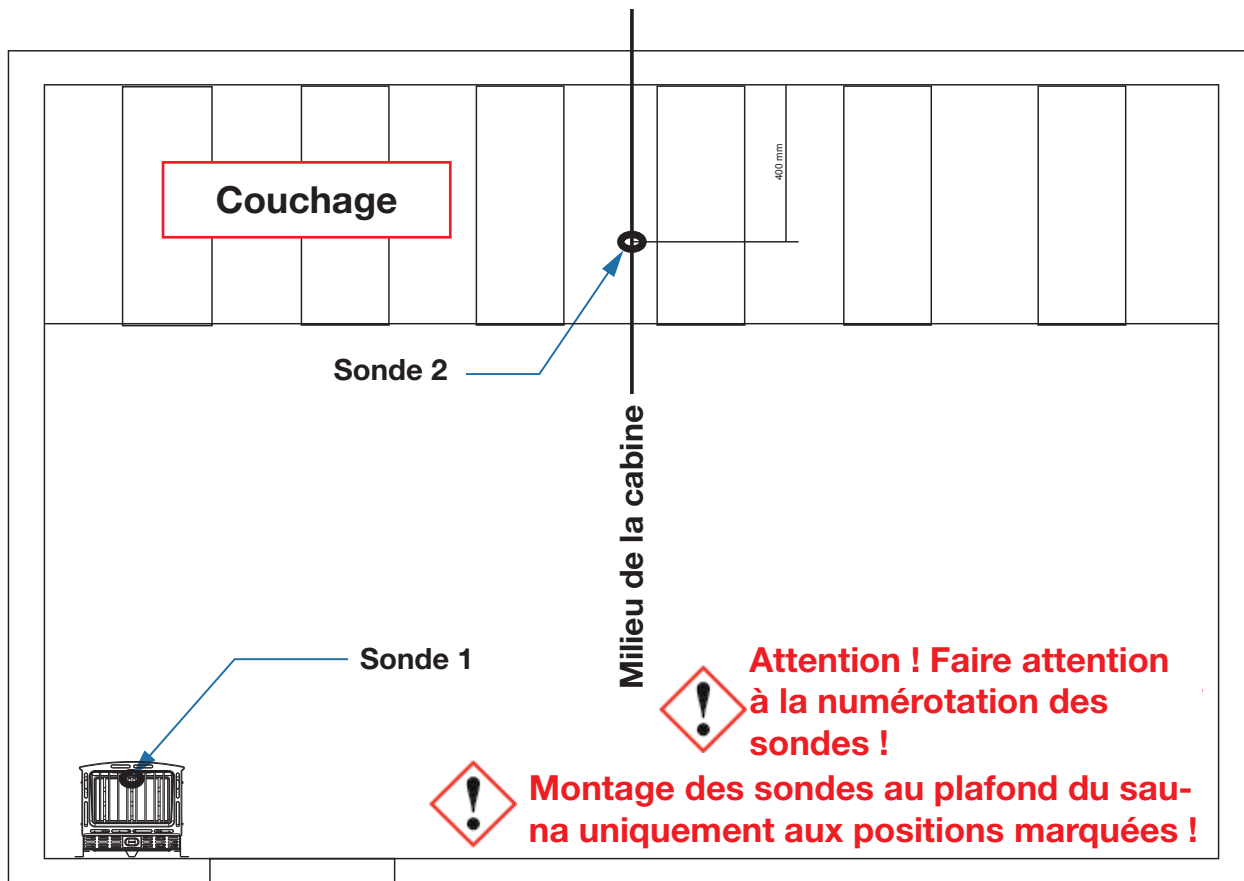 400 mm
Couchage
Sonde 2
Milieu de la cabine
Sonde 1
Attention ! Faire attention
à la numérotation des
sondes !
Montage des sondes au plafond du sau-
na uniquement aux positions marquées !